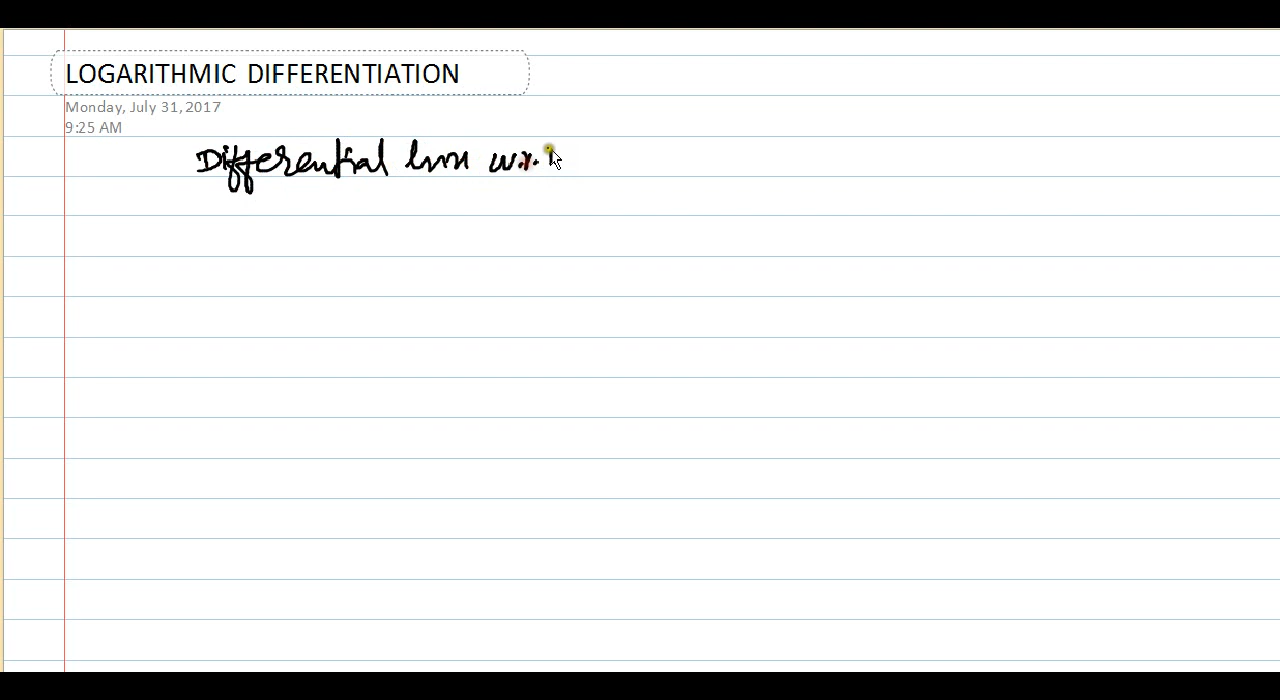 LOGARITHMIC DIFFERENTIATION
Monday, July 31, 2017
9:25 AM
Differential w.r.